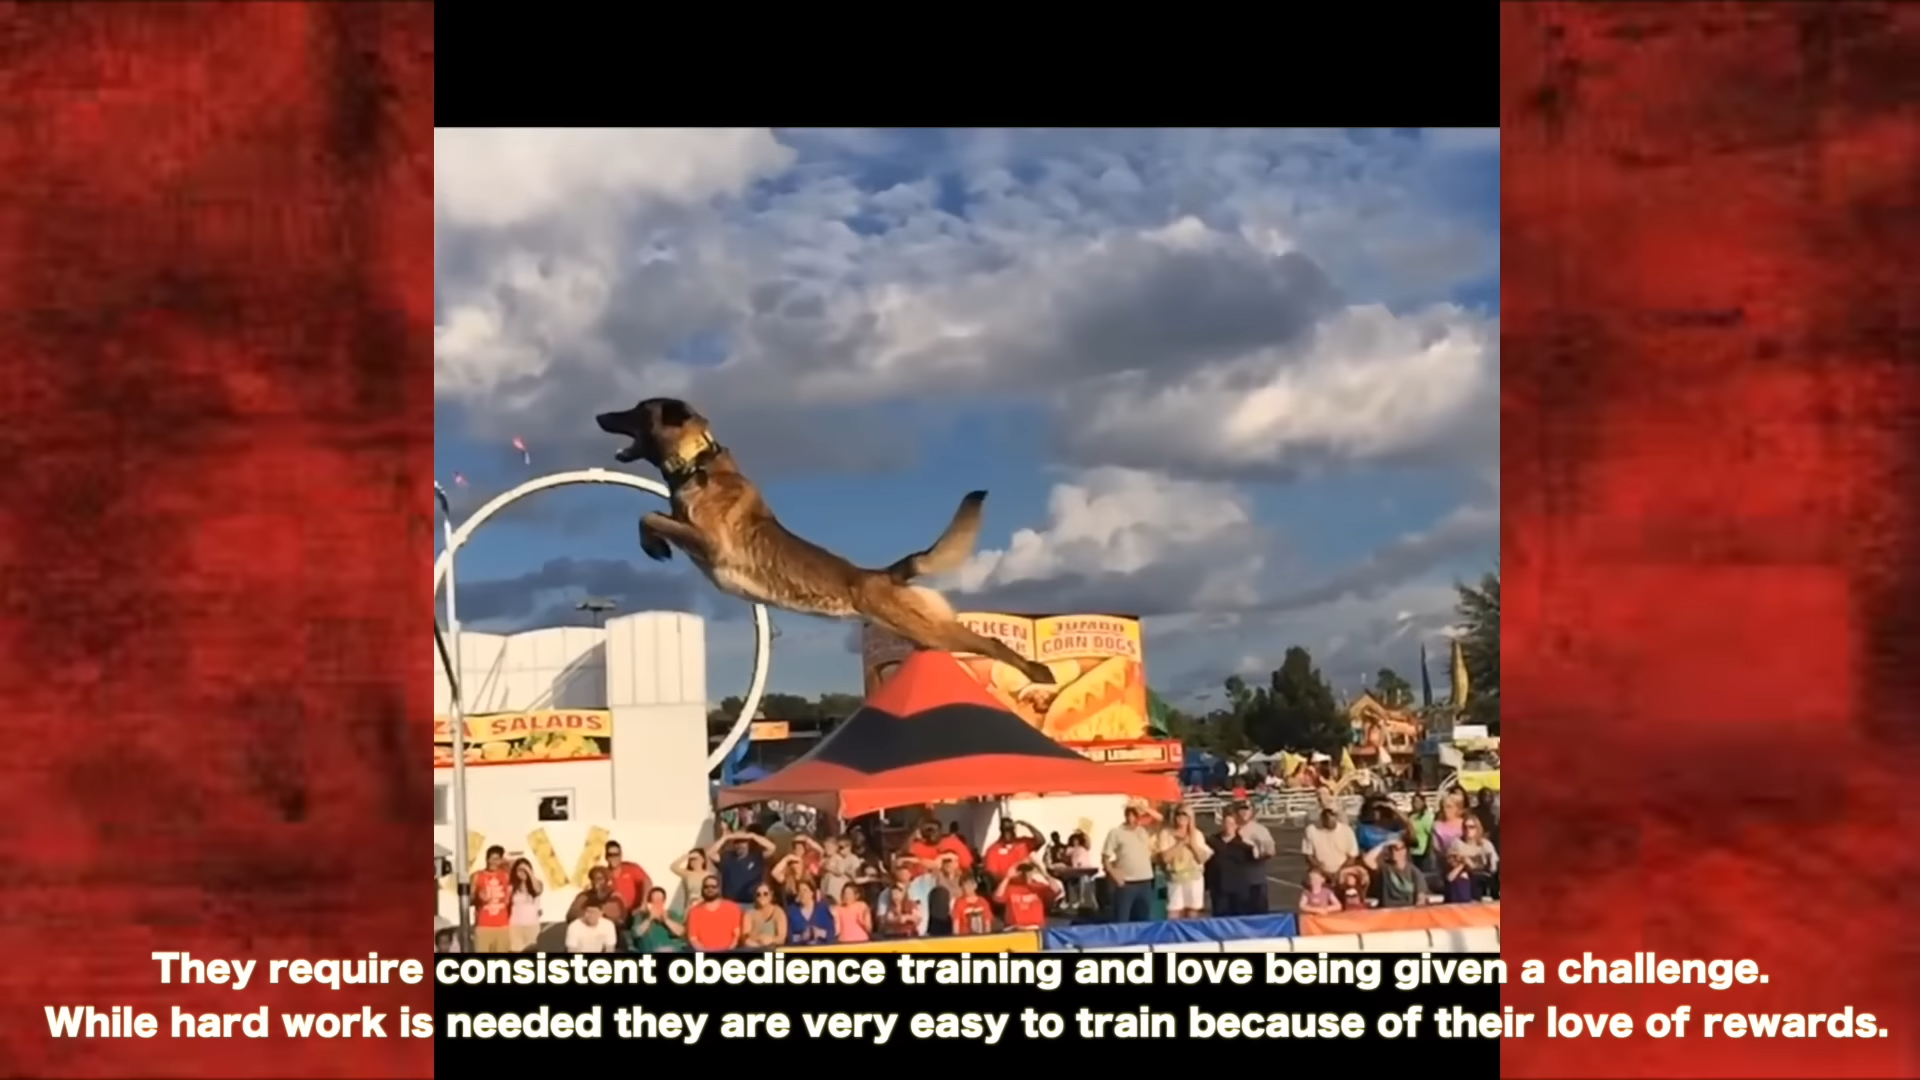 CKEN
JUMBO
CORN DOGS
SALADS
They require consistent obedience training and love being given a challenge.
While hard work is needed they are very easy to train because of their love of rewards.